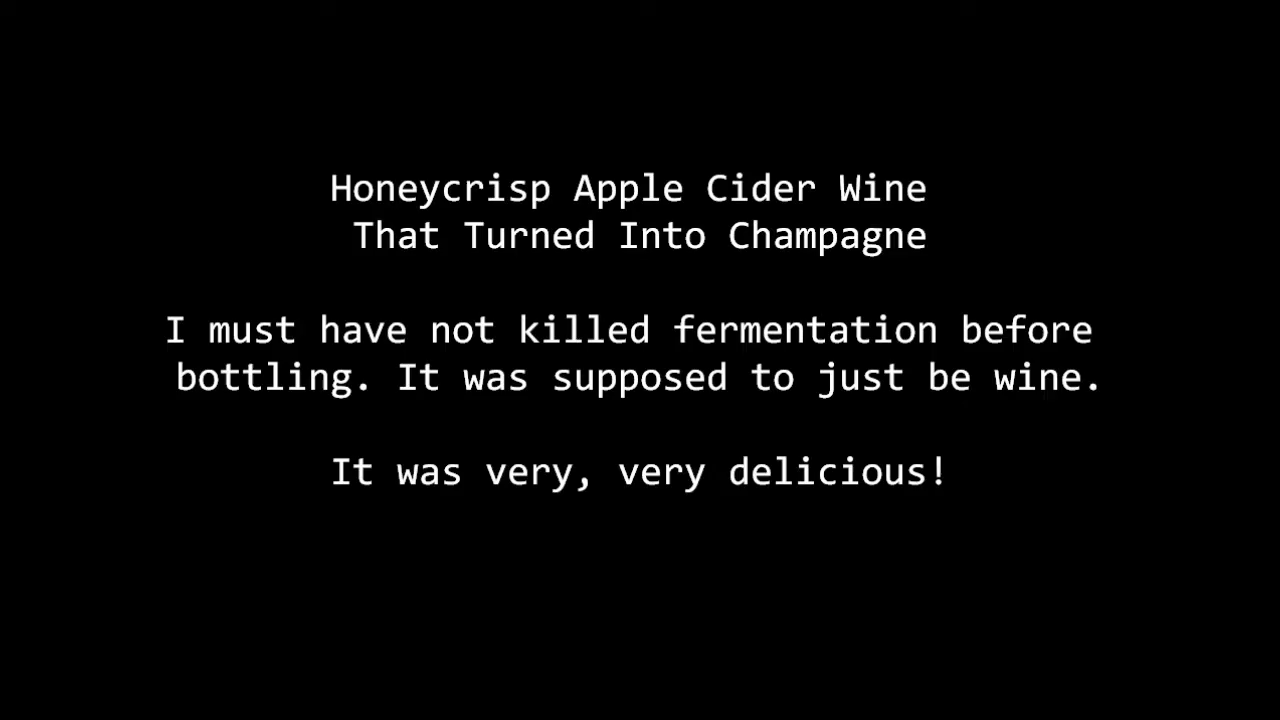 Honeycrisp Apple Cider Wine
That Turned Into Champagne
I must have not killed fermentation before
bottling. It was supposed to just be wine.
It was very, very delicious!